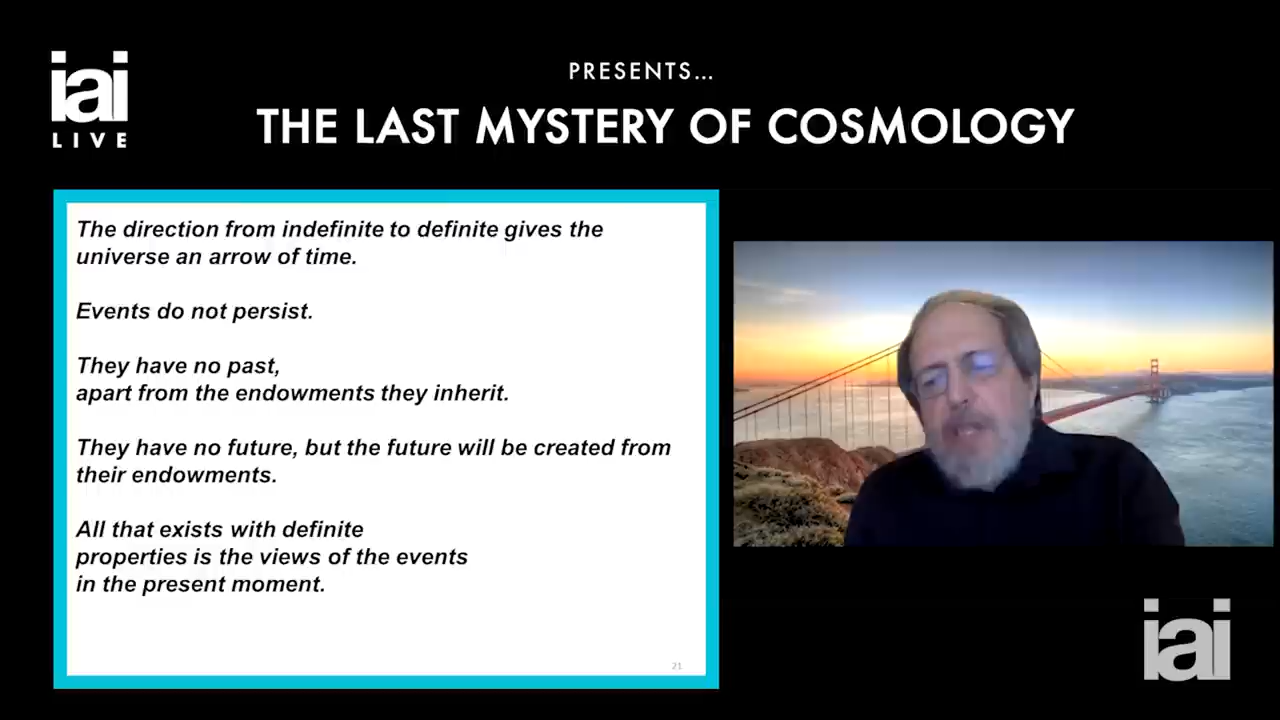 iai
LIVE
PRESENTS...
THE LAST MYSTERY OF COSMOLOGY
The direction from indefinite to definite gives the
universe an arrow of time.
Events do not persist.
They have no past,
apart from the endowments they inherit.
They have no future, but the future will be created from
their endowments.
All that exists with definite
properties is the views of the events
in the present moment.
21
iai